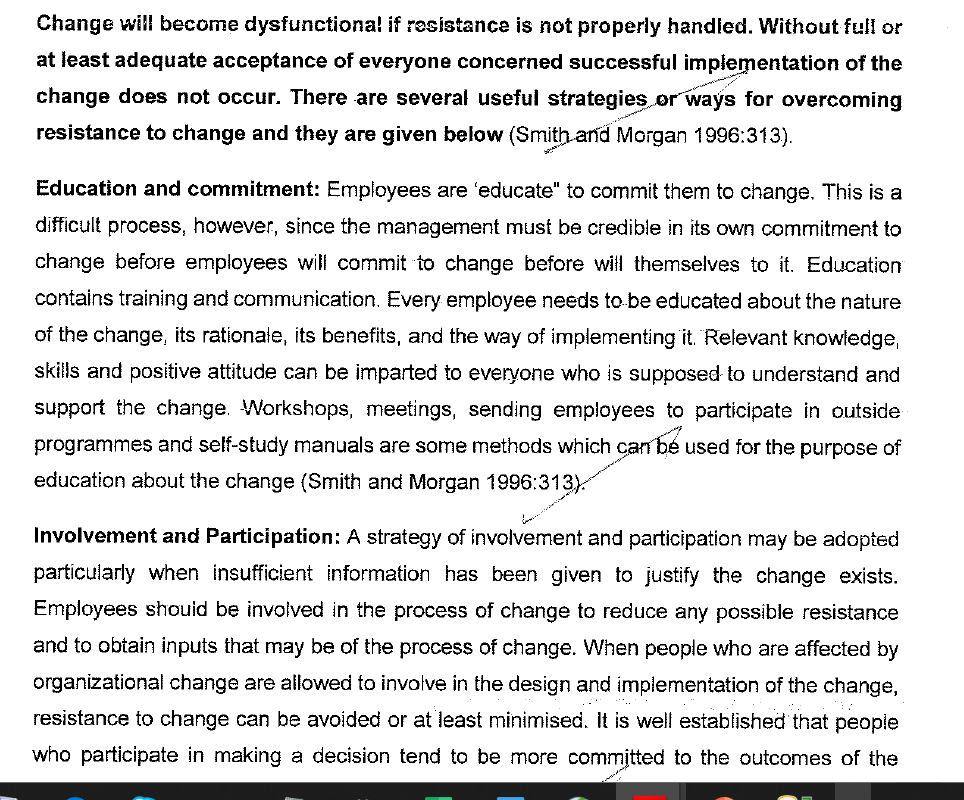 Change will become dysfunctional if resistance is not properly handled. Without full or
at least adequate acceptance of everyone concerned successful implementation of the
change does not occur. There are several useful strategies or ways for overcoming
resistance to change and they are given below (Smith and Morgan 1996:313).
Education and commitment: Employees are 'educate" to commit them to change. This is a
difficult process, however, since the management must be credible in its own commitment to
change before employees will commit to change before will themselves to it. Education
contains training and communication. Every employee needs to be educated about the nature
of the change, its rationale, its benefits, and the way of implementing it. Relevant knowledge,
skills and positive attitude can be imparted to everyone who is supposed to understand and
support the change. Workshops, meetings, sending employees to participate in outside
programmes and self-study manuals are some methods which can be used for the purpose of
education about the change (Smith and Morgan 1996:313).
Involvement and Participation: A strategy of involvement and participation may be adopted
particularly when insufficient information has been given to justify the change exists.
Employees should be involved in the process of change to reduce any possible resistance
and to obtain inputs that may be of the process of change. When people who are affected by
organizational change are allowed to involve in the design and implementation of the change,
resistance to change can be avoided or at least minimised. It is well established that people
who participate in making a decision tend to be more committed to the outcomes of the